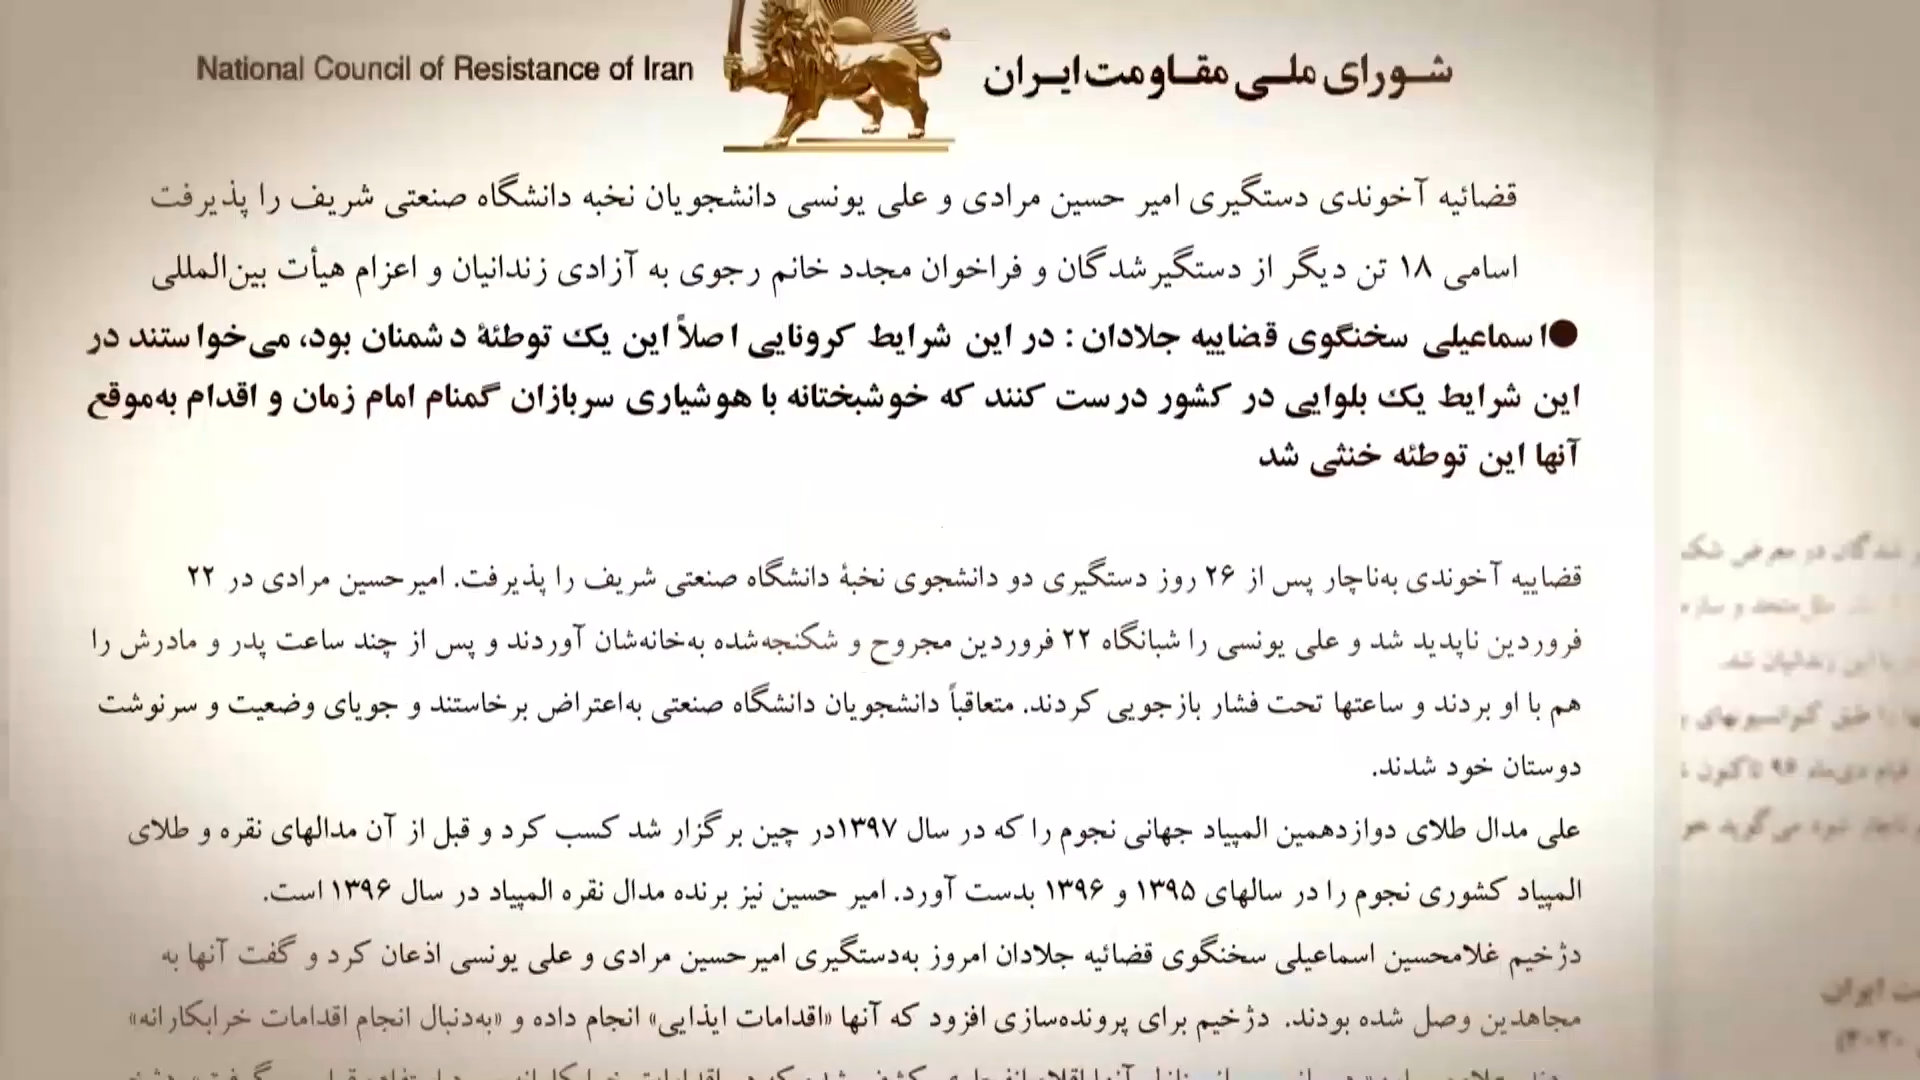 National Council of Resistance of Iran
شورای ملی مقاومت ایران
قضائیه آخوندی دستگیری امیر حسین مرادی و علی یونسی دانشجویان نخبه دانشگاه صنعتی شریف را پذیرفت
اسامی ۱۸ تن دیگر از دستگیرشدگان و فراخوان مجدد خانم رجوی به آزادی زندانیان و اعزام هیأت بین‌المللی
●اسماعیلی سخنگوی قضاییه جلادان: در این شرایط کرونایی اصلاً این یک توطئهٔ دشمنان بود، می‌خواستند در
این شرایط یک بلوایی در کشور درست کنند که خوشبختانه با هوشیاری سربازان گمنام امام زمان و اقدام به‌موقع
آنها این توطئه خنثی شد
قضاییه آخوندی به‌ناچار پس از ۲۶ روز دستگیری دو دانشجوی نخبهٔ دانشگاه صنعتی شریف را پذیرفت. امیرحسین مرادی در ۲۲
فروردین ناپدید شد و علی یونسی را شبانگاه ۲۲ فروردین مجروح و شکنجه‌شده به‌خانه‌شان آوردند و پس از چند ساعت پدر و مادرش را
هم با او بردند و ساعتها تحت فشار بازجویی کردند. متعاقباً دانشجویان دانشگاه صنعتی به‌اعتراض برخاستند و جویای وضعیت و سرنوشت
دوستان خود شدند.
علی مدال طلای دوازدهمین المپیاد جهانی نجوم را که در سال ۱۳۹۷در چین برگزار شد کسب کرد و قبل از آن مدالهای نقره و طلای
المپیاد کشوری نجوم را در سالهای ۱۳۹۵ و ۱۳۹۶ بدست آورد. امیر حسین نیز برنده مدال نقره المپیاد در سال ۱۳۹۶ است.
دژخیم غلامحسین اسماعیلی سخنگوی قضائیه جلادان امروز به‌دستگیری امیرحسین مرادی و علی یونسی اذعان کرد و گفت آنها به
مجاهدین وصل شده بودند. دژخیم برای پرونده‌سازی افزود که آنها «اقدامات ایذایی» انجام داده و «به‌دنبال انجام اقدامات خرابکارانه»